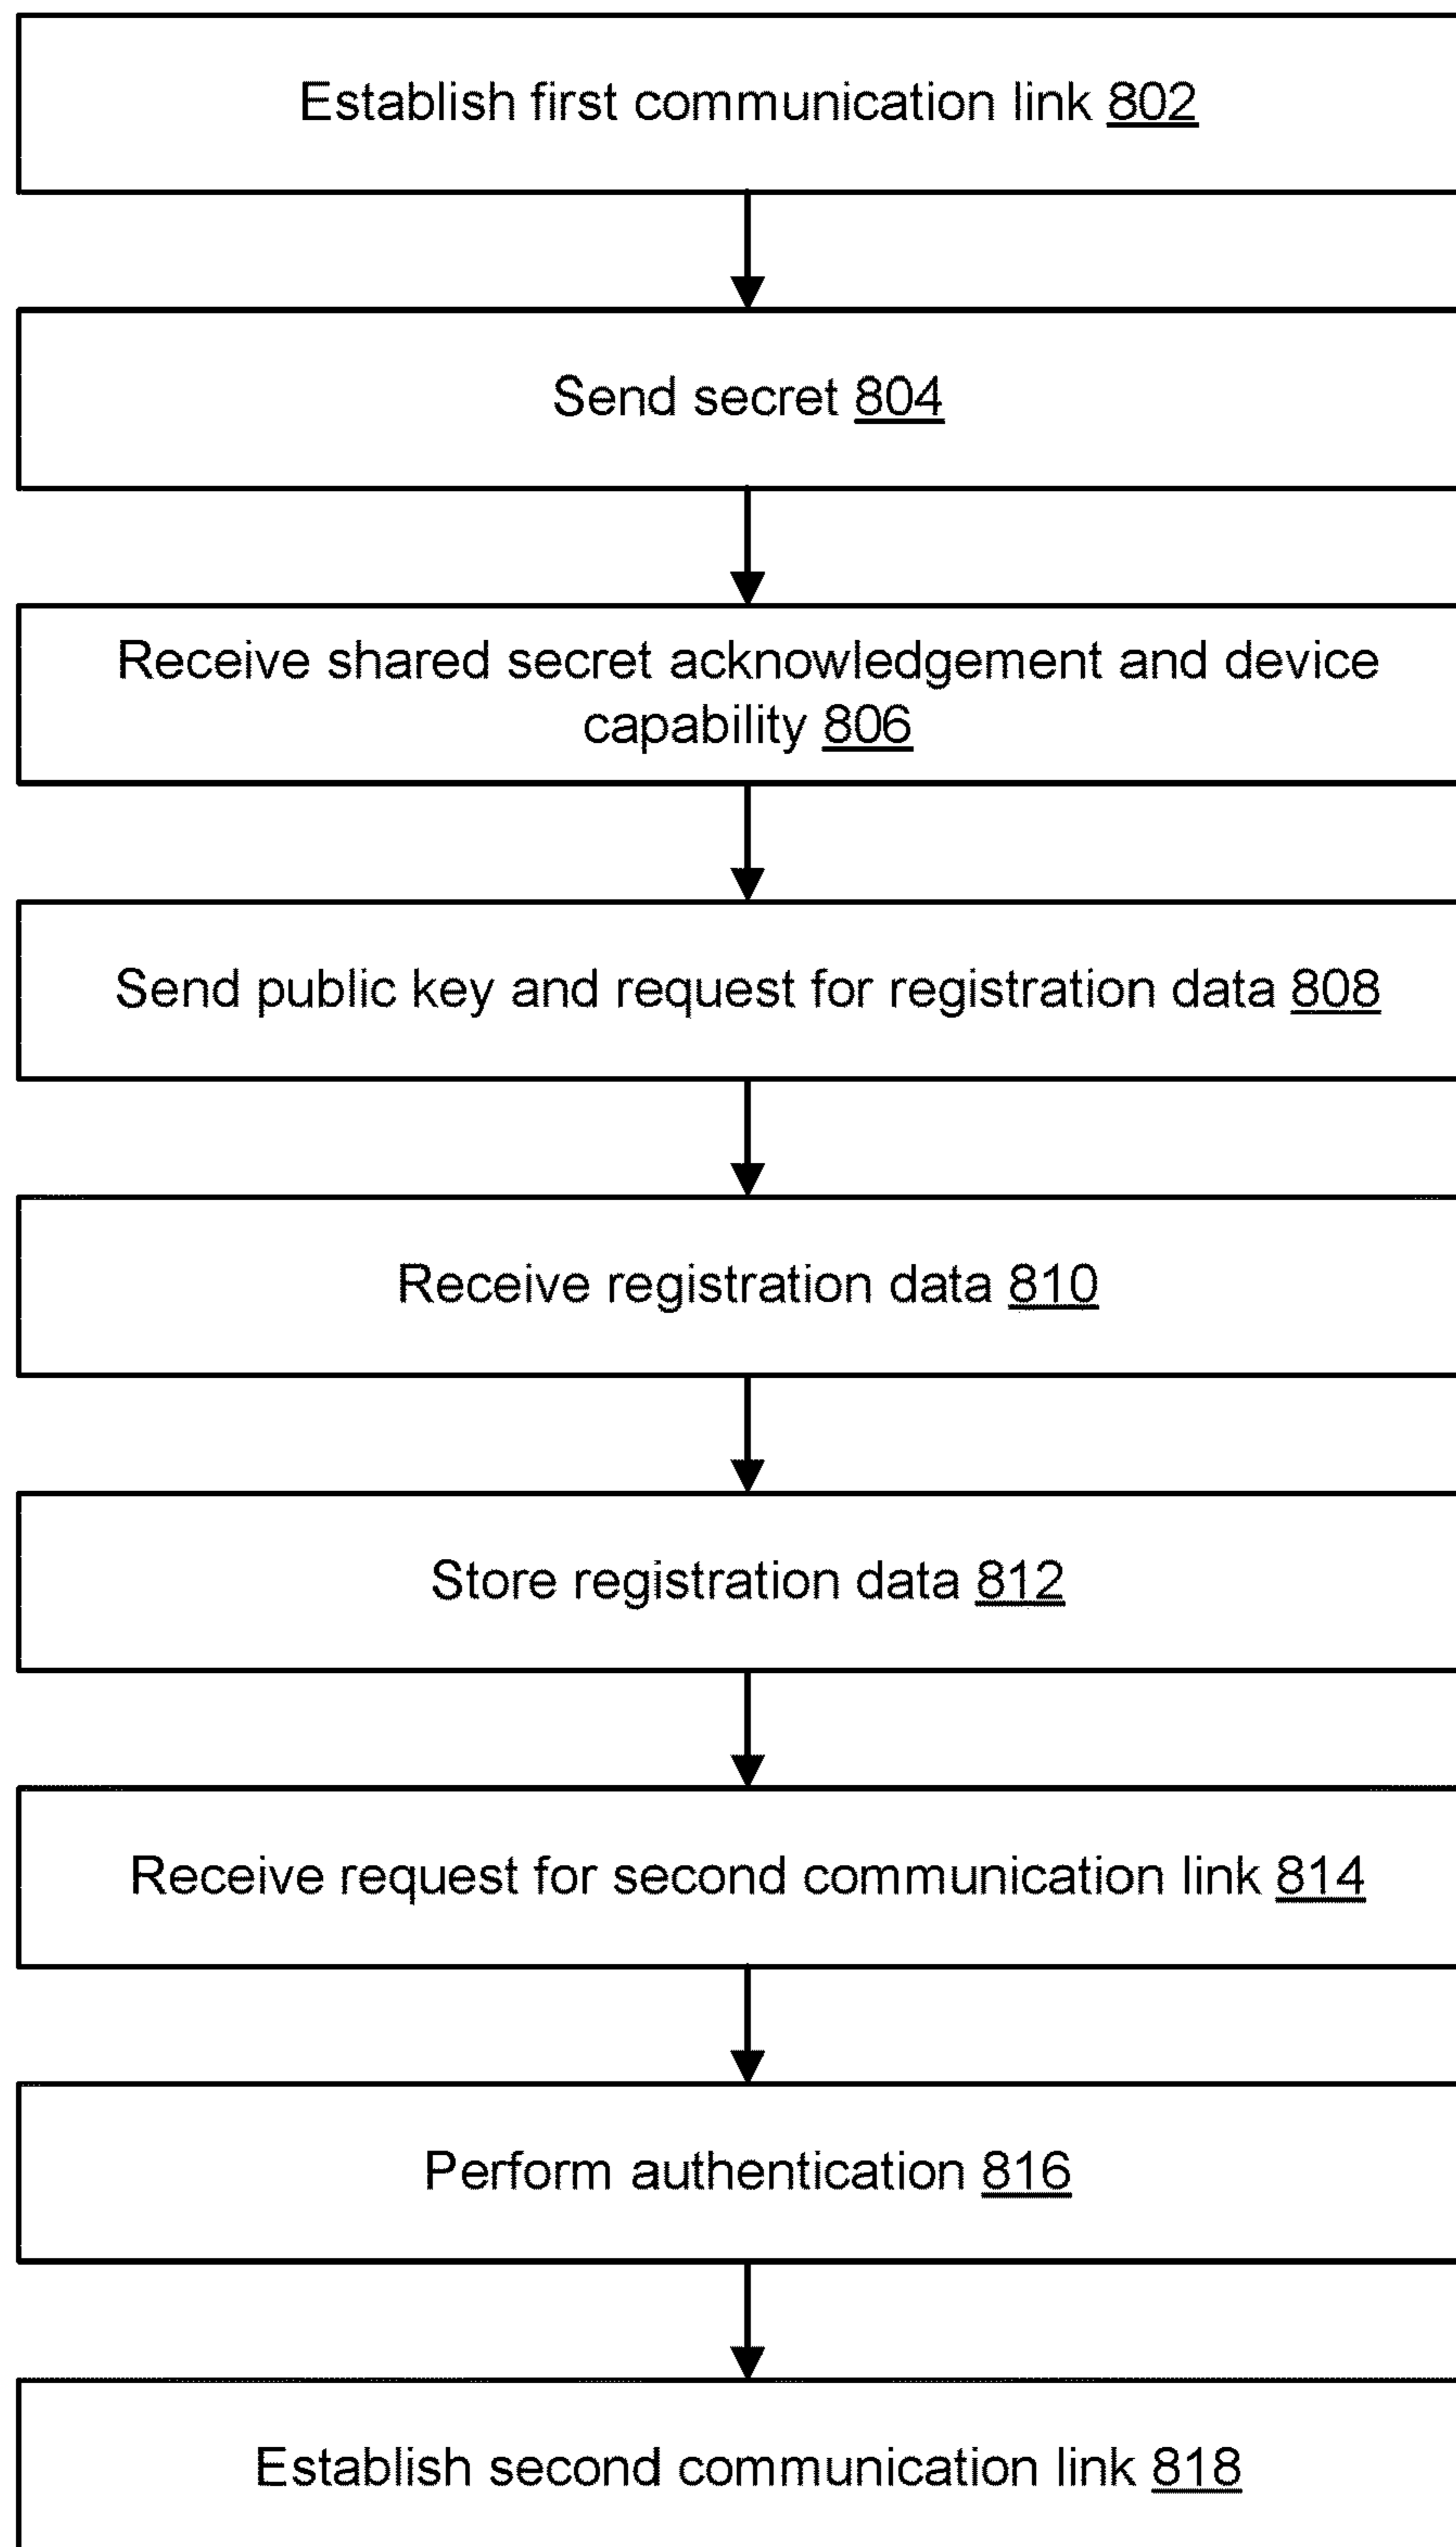 Establish first communication link 802
Send secret 804
Receive shared secret acknowledgement and device
capability 806
Send public key and request for registration data 808
Receive registration data 810
Store registration data 812
Receive request for second communication link 814
Perform authentication 816
Establish second communication link 818